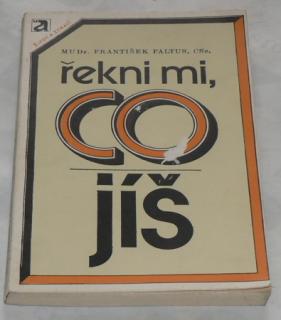 a
MUDr. FRANTIŠEK FALTUS, CSc.
řekni mi,
CO
jíš